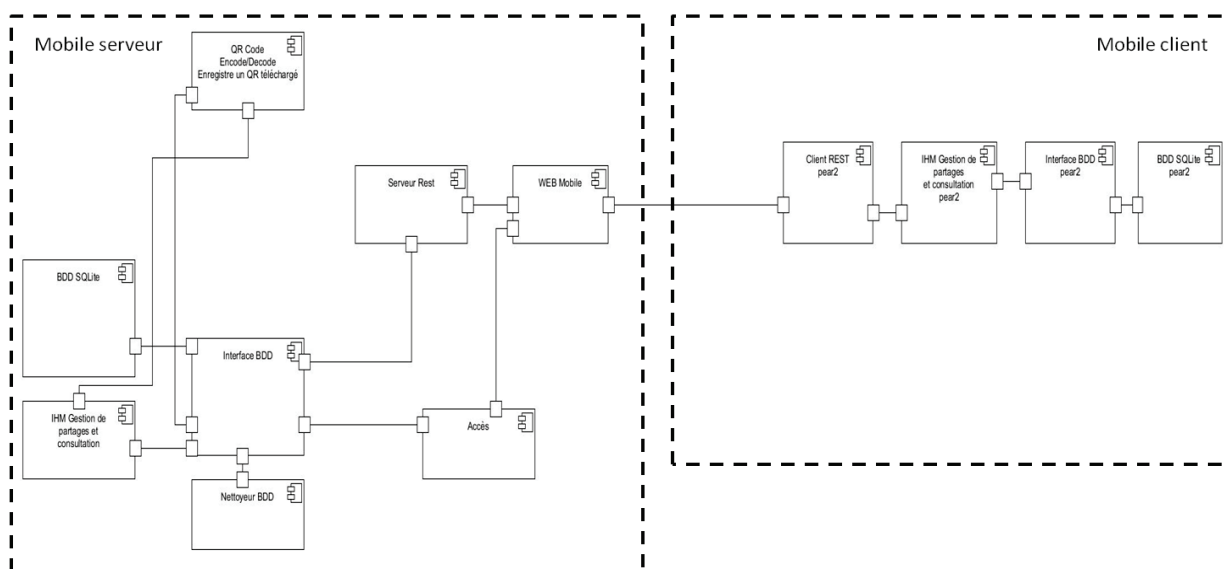 Mobile serveur
Mobile client
QR Code
Encode/Decode
Enregistre un QR téléchargé
Serveur Rest
WEB Mobile
Client REST
pear2
IHM Gestion de
partages
et consultation
pear2
Interface BDD
pear2
BDD SQLite
pear2
BDD SQLite
Interface BDD
IHM Gestion de
partages et
consultation
Accès
Nettoyeur BDD